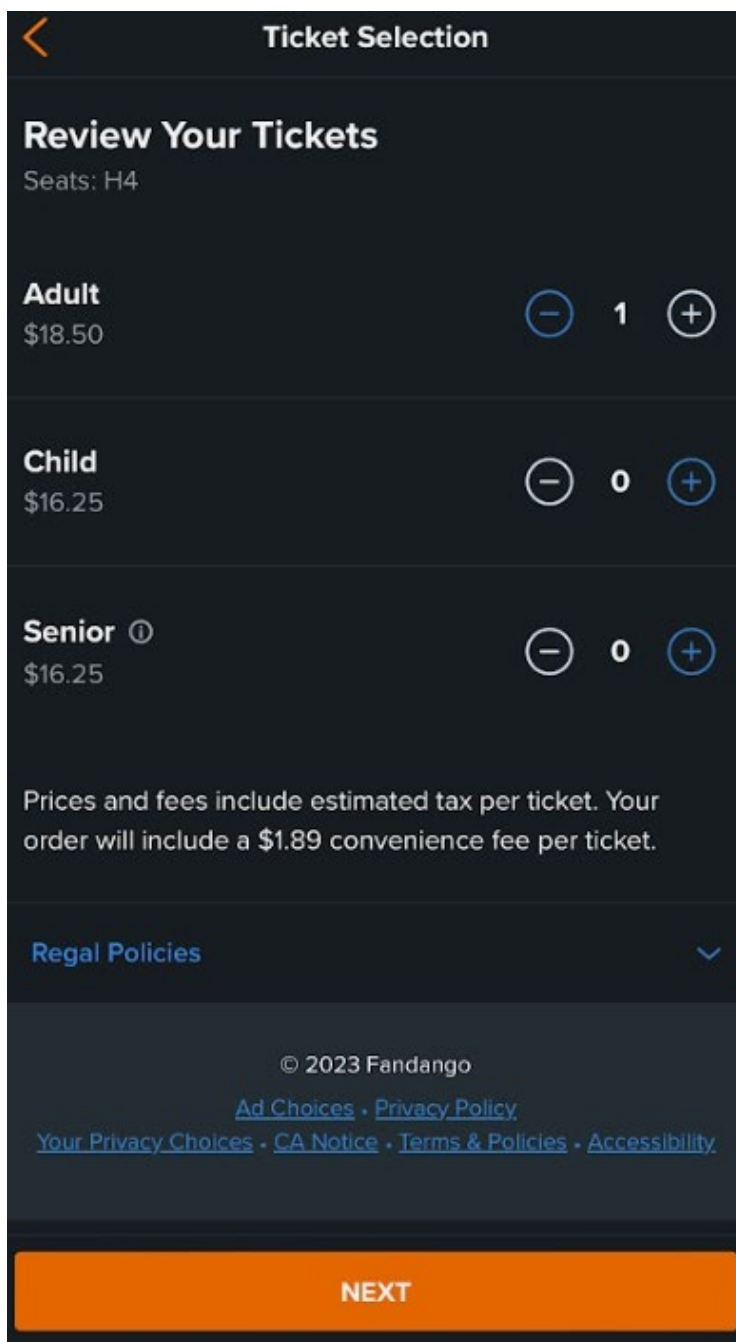 Ticket Selection
Review Your Tickets
Seats: H4
Adult
$18.50
1
Child
$16.25
0
Senior
$16.25
0
Prices and fees include estimated tax per ticket. Your
order will include a $1.89 convenience fee per ticket.
Regal Policies
© 2023 Fandango
Ad Choices • Privacy Policy
Your Privacy Choices • CA Notice • Terms & Policies • Accessibility
NEXT